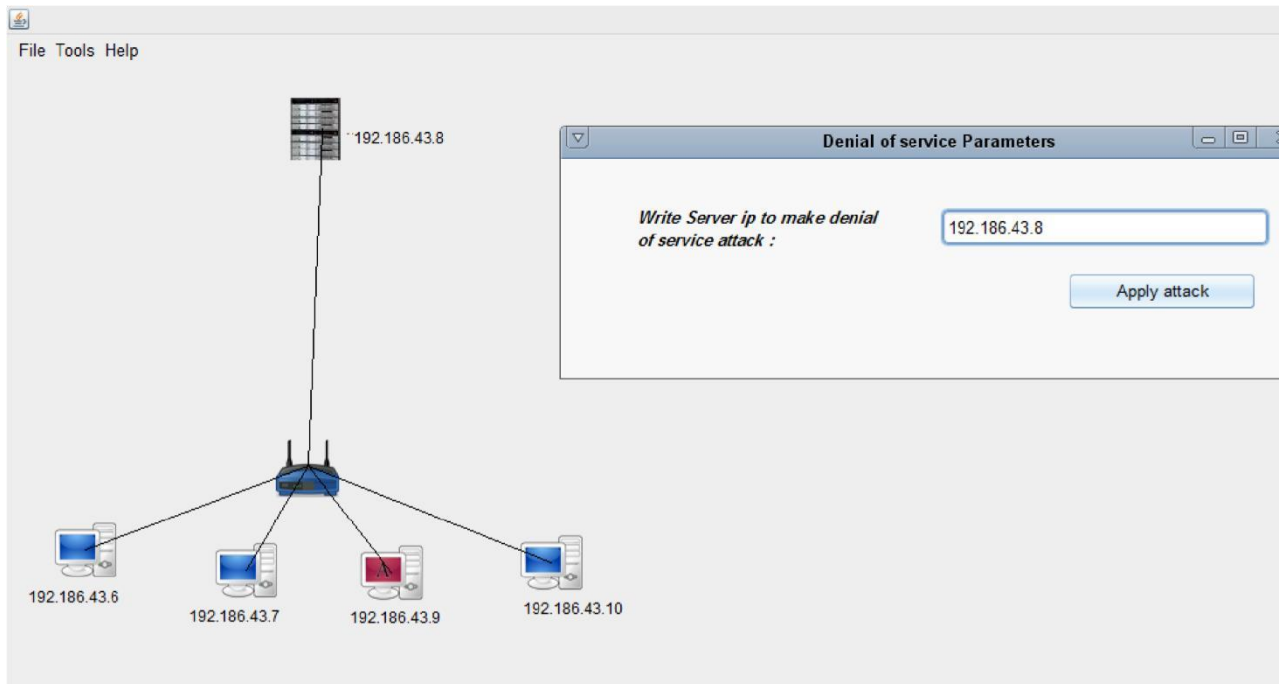 File Tools Help
192.186.43.8
Denial of service Parameters
Write Server ip to make denial
of service attack :
192.186.43.8
Apply attack
A
192.186.43.6
192.186.43.7
192.186.43.9
192.186.43.10